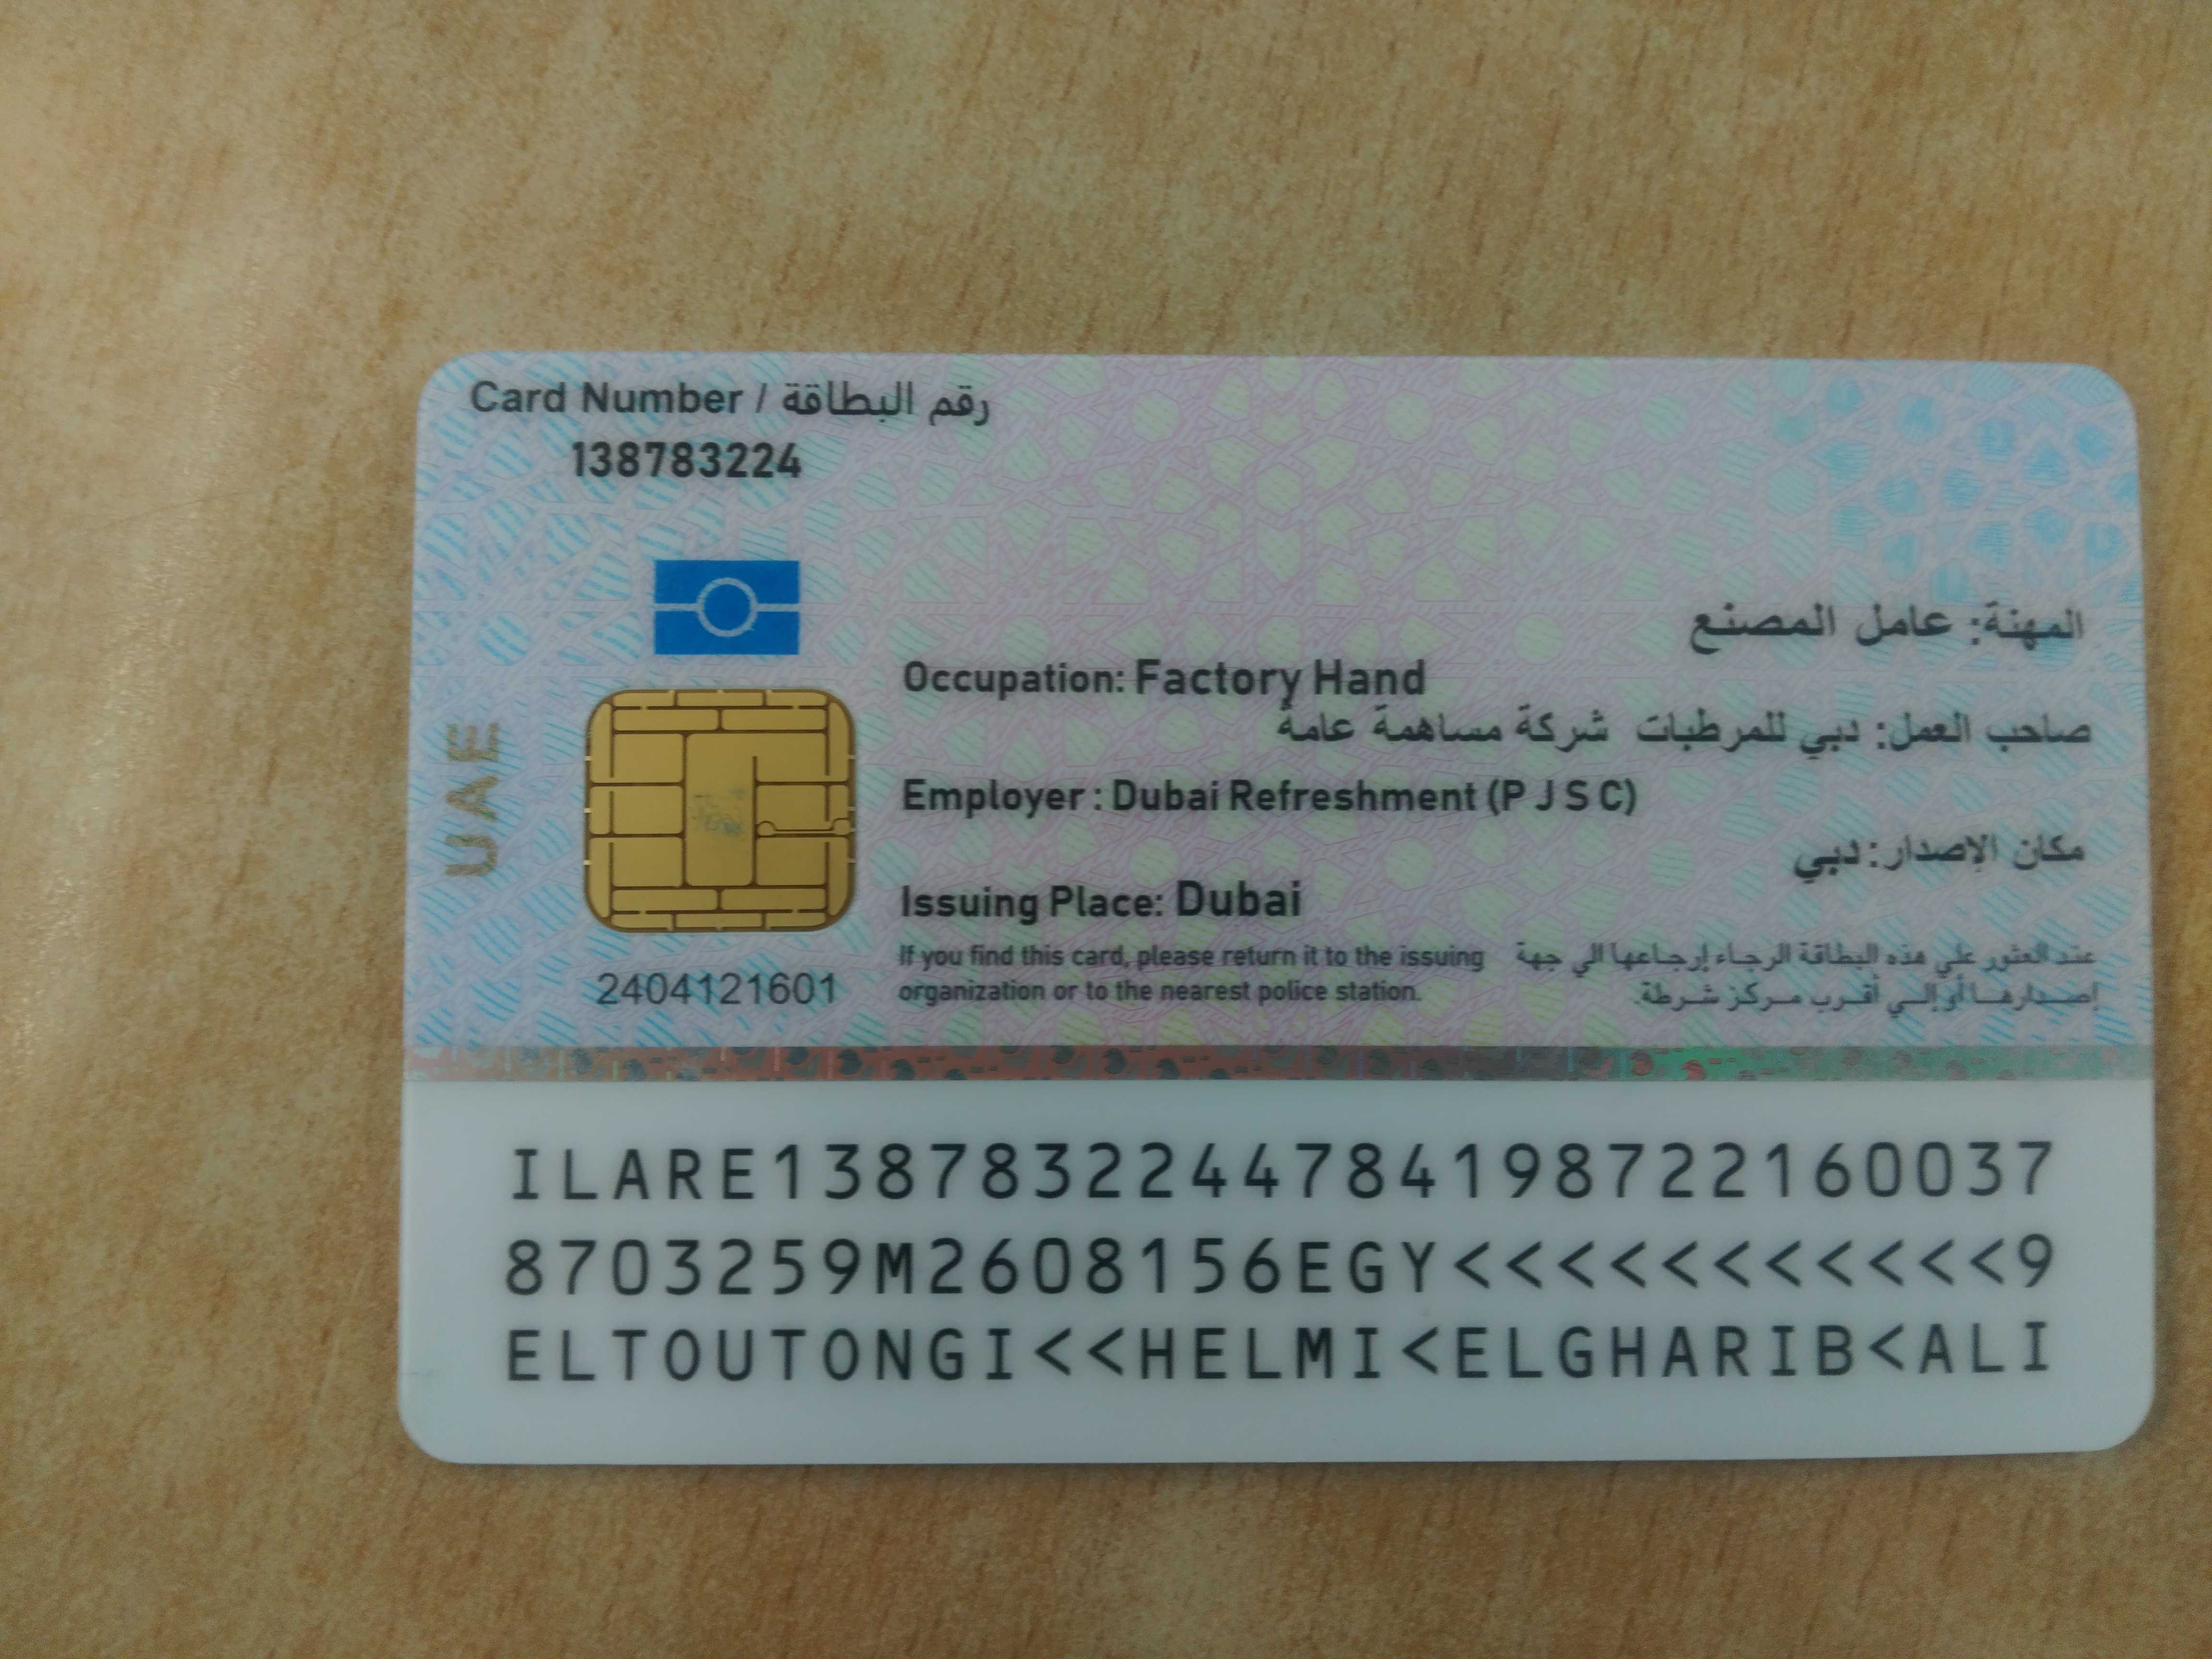 Card Number / رقم البطاقة
138783224
المهنة: عامل المصنع
Occupation: Factory Hand
صاحب العمل: دبي للمرطبات شركة مساهمة عامة
Employer : Dubai Refreshment (P J S C)
مكان الإصدار: دبي
Issuing Place: Dubai
UAE
If you find this card, please return it to the issuing
organization or to the nearest police station.
عند العثور علي هذه البطاقة الرجاء إرجاعها الي جهة
إصدارها أو إلي أقرب مركز شرطة.
2404121601
ILARE1387832244784198722160037
8703259M2608156EGY<<<<<<<<<<<9
ELTOUTONGI<<HELMI<ELGHARIB<ALI